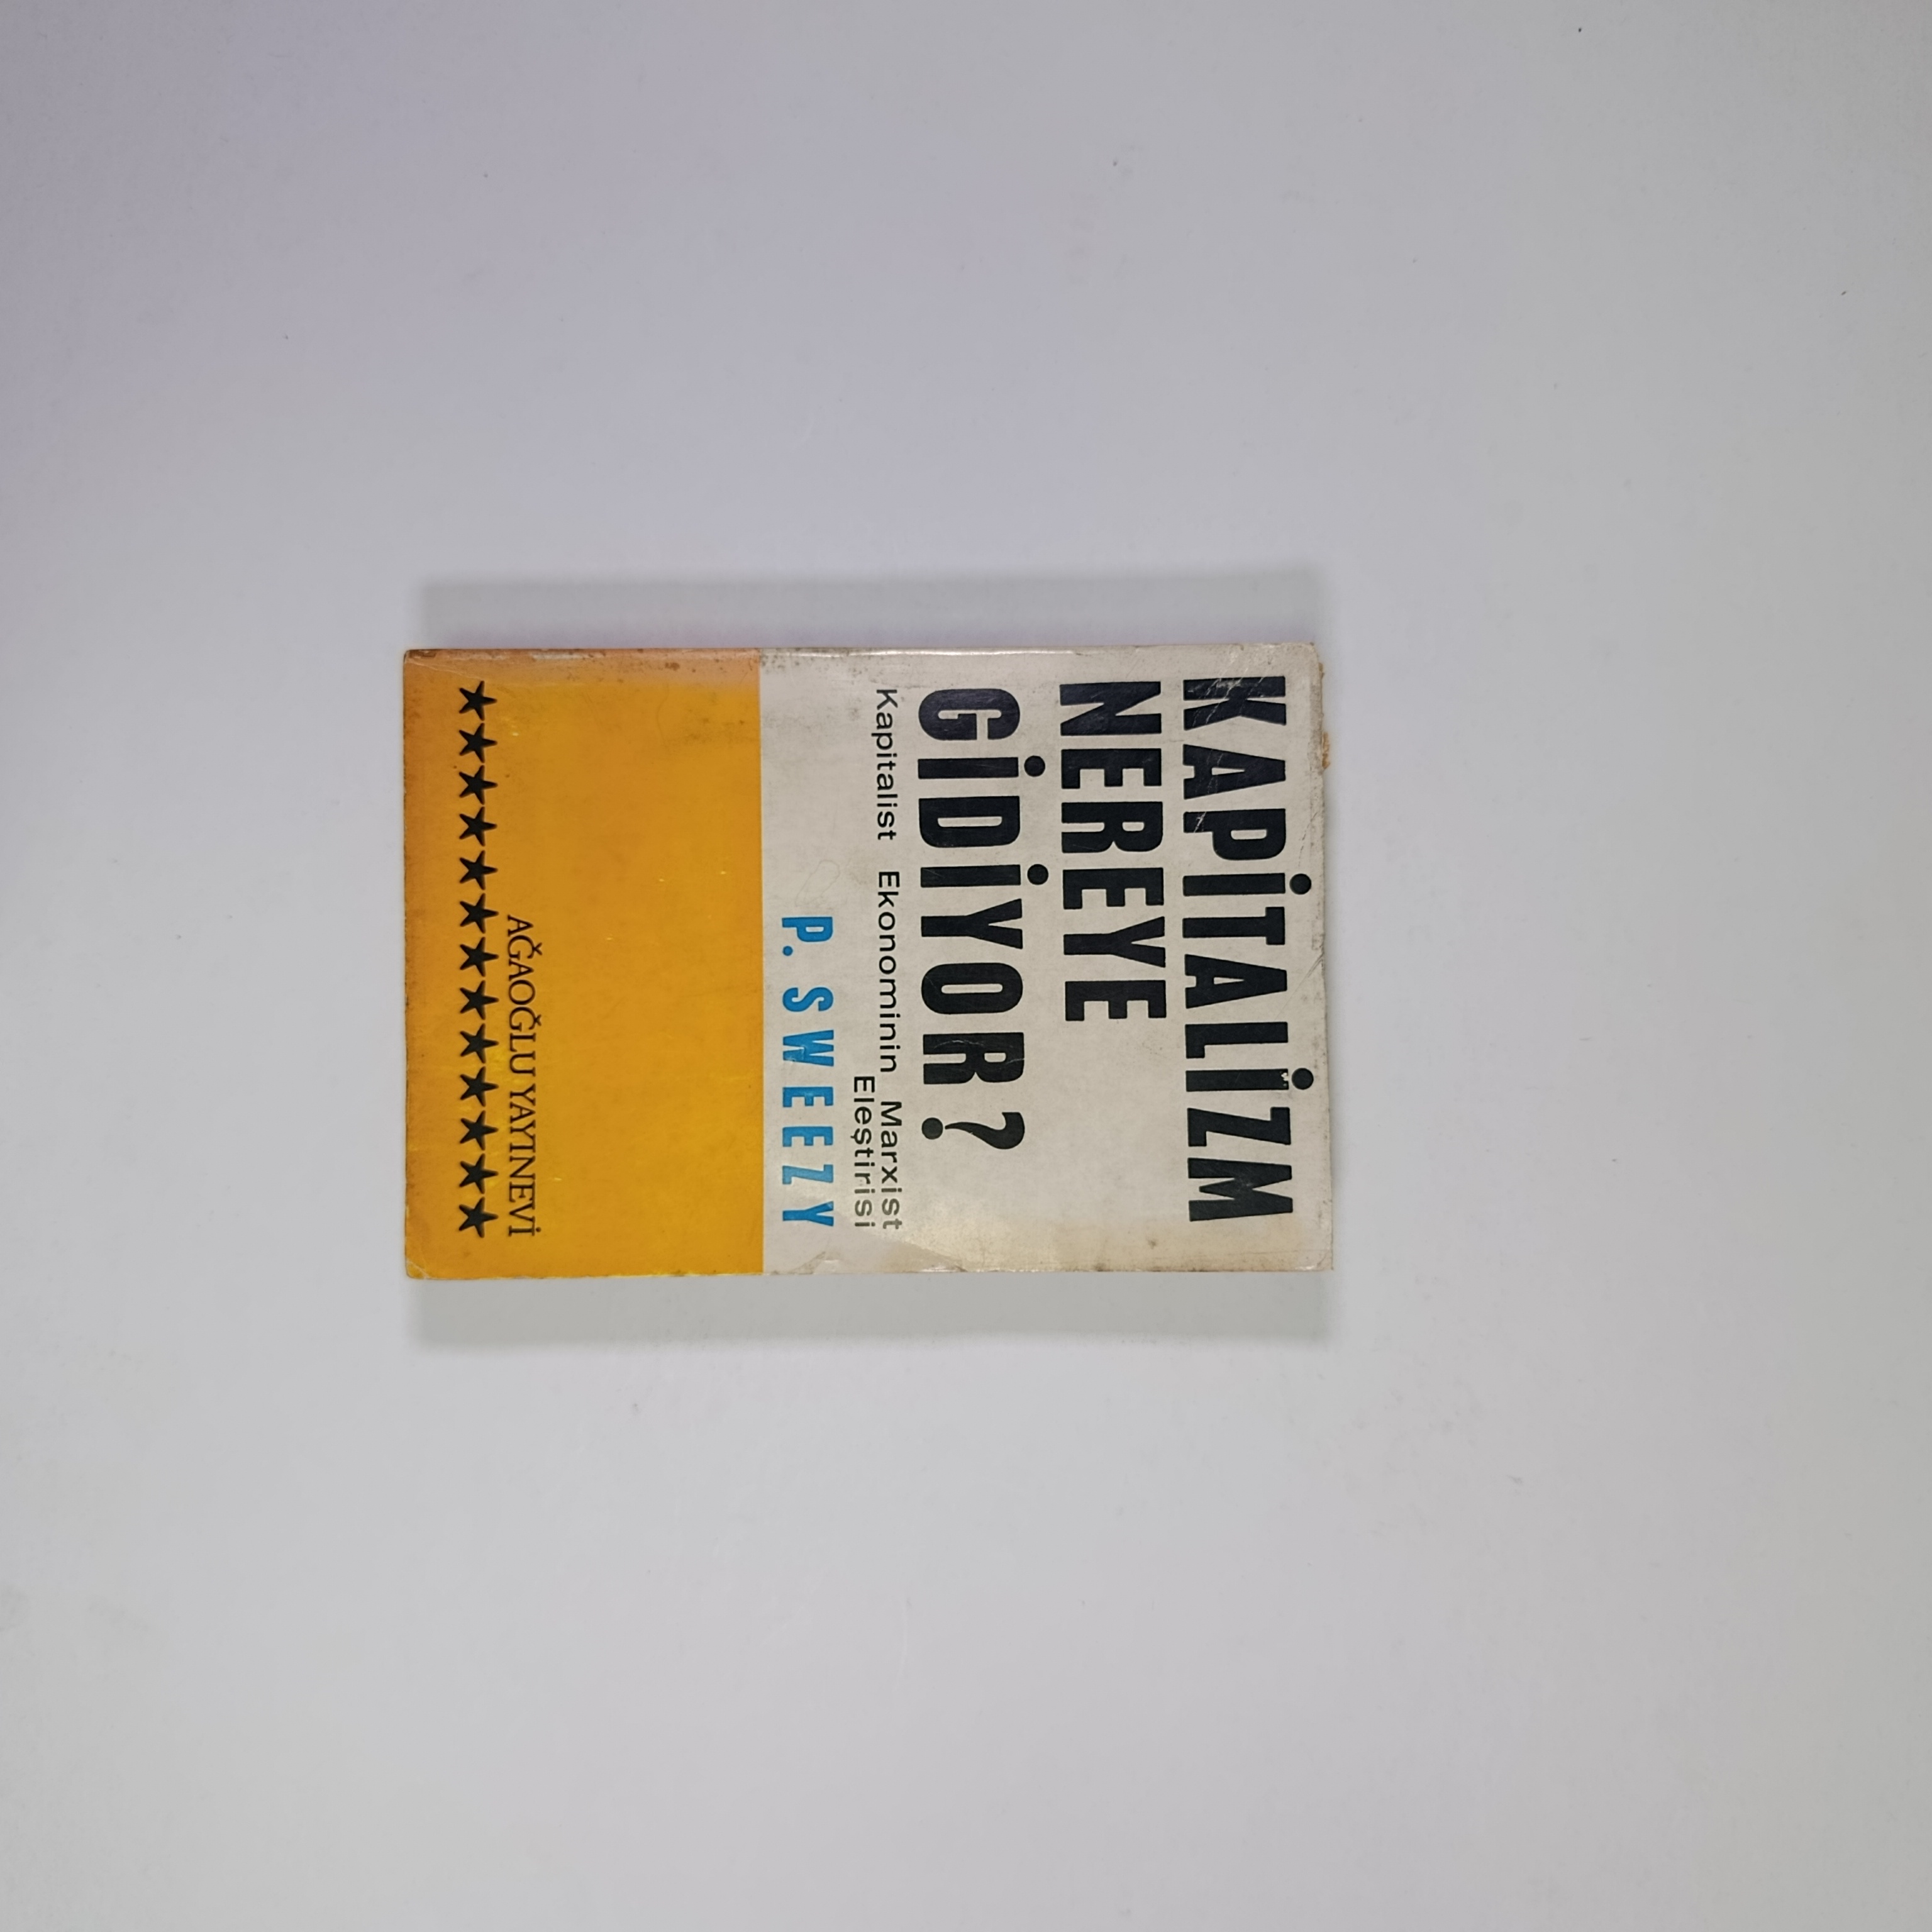 KAPİTALİZM
NEREYE
GİDİYOR?
Kapitalist Ekonominin Marxist
Eleştirisi
P. SWEEZY
AĞAOĞLU YAYINEVİ